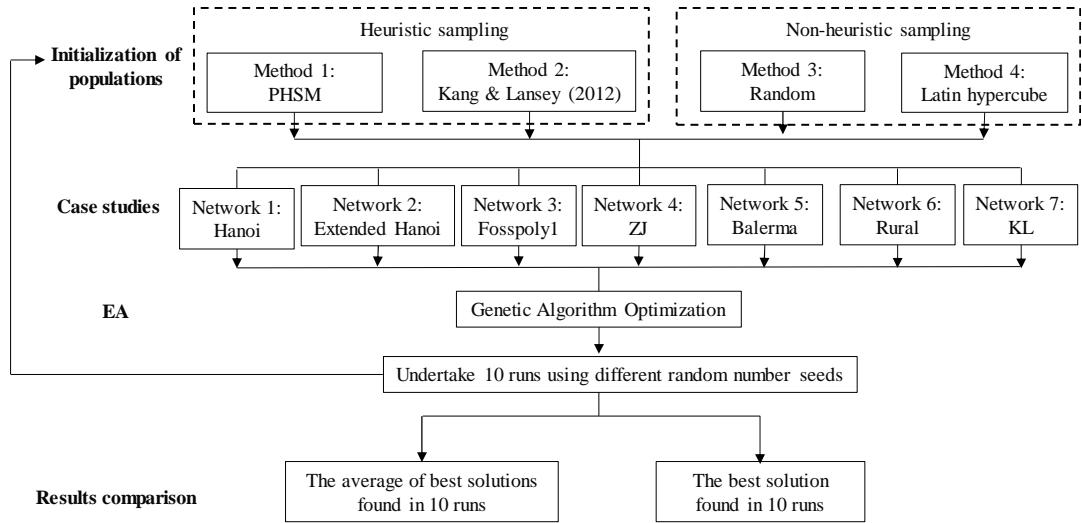 Heuristic sampling
Non-heuristic sampling
Initialization of
populations
Method 1:
PHSM
Method 2:
Kang & Lansey (2012)
Method 3:
Random
Method 4:
Latin hypercube
Case studies
Network 1:
Hanoi
Network 2:
Extended Hanoi
Network 3:
Fosspoly1
Network 4:
ZJ
Network 5:
Balerma
Network 6:
Rural
Network 7:
KL
EA
Genetic Algorithm Optimization
Undertake 10 runs using different random number seeds
Results comparison
The average of best solutions
found in 10 runs
The best solution
found in 10 runs